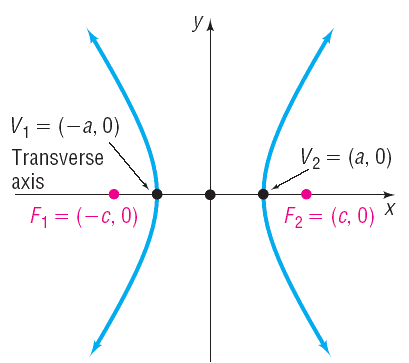 y
V₁ = (−a, 0)
Transverse
axis
V₂ = (a, 0)
F₁ = (−c, 0)
F₂ = (c, 0)
x